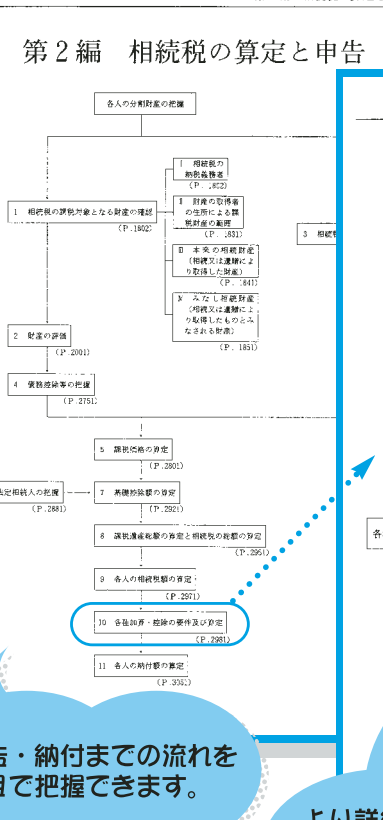 第2編 相続税の算定と申告
各人の分割財産の把握
Ⅰ 相続税の
納税義務者
(P.1802)
1 相続税の課税対象となる財産の確認
(P.1802)
Ⅱ 財産の取得者
の住所による課
税財産の範囲
(P.1831)
3 相続
Ⅲ 本来の相続財産
(相続又は遺贈によ
り取得した財産)
(P.1841)
Ⅳ みなし相続財産
(相続又は遺贈によ
り取得したものとみ
なされる財産)
(P.1851)
2 財産の評価
(P.2001)
4 債務控除等の把握
(P.2751)
5 課税価格の算定
(P.2801)
法定相続人の把握
(P.2881)
7 基礎控除額の算定
(P.2921)
8 課税遺産総額の算定と相続税の総額の算定
(P.2951)
9 各人の相続税額の算定
(P.2971)
10 各種加算・控除の要件及び算定
(P.2981)
11 各人の納付額の算定
(P.3051)
各
告・納付までの流れを
目で把握できます。
より詳